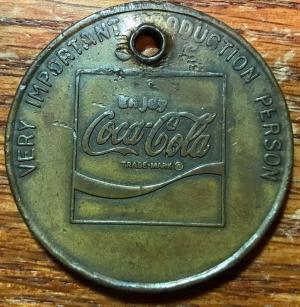 VERY IMPORTANT PRODUCTION PERSON
Enjoy
Coca-Cola
TRADE-MARK ®